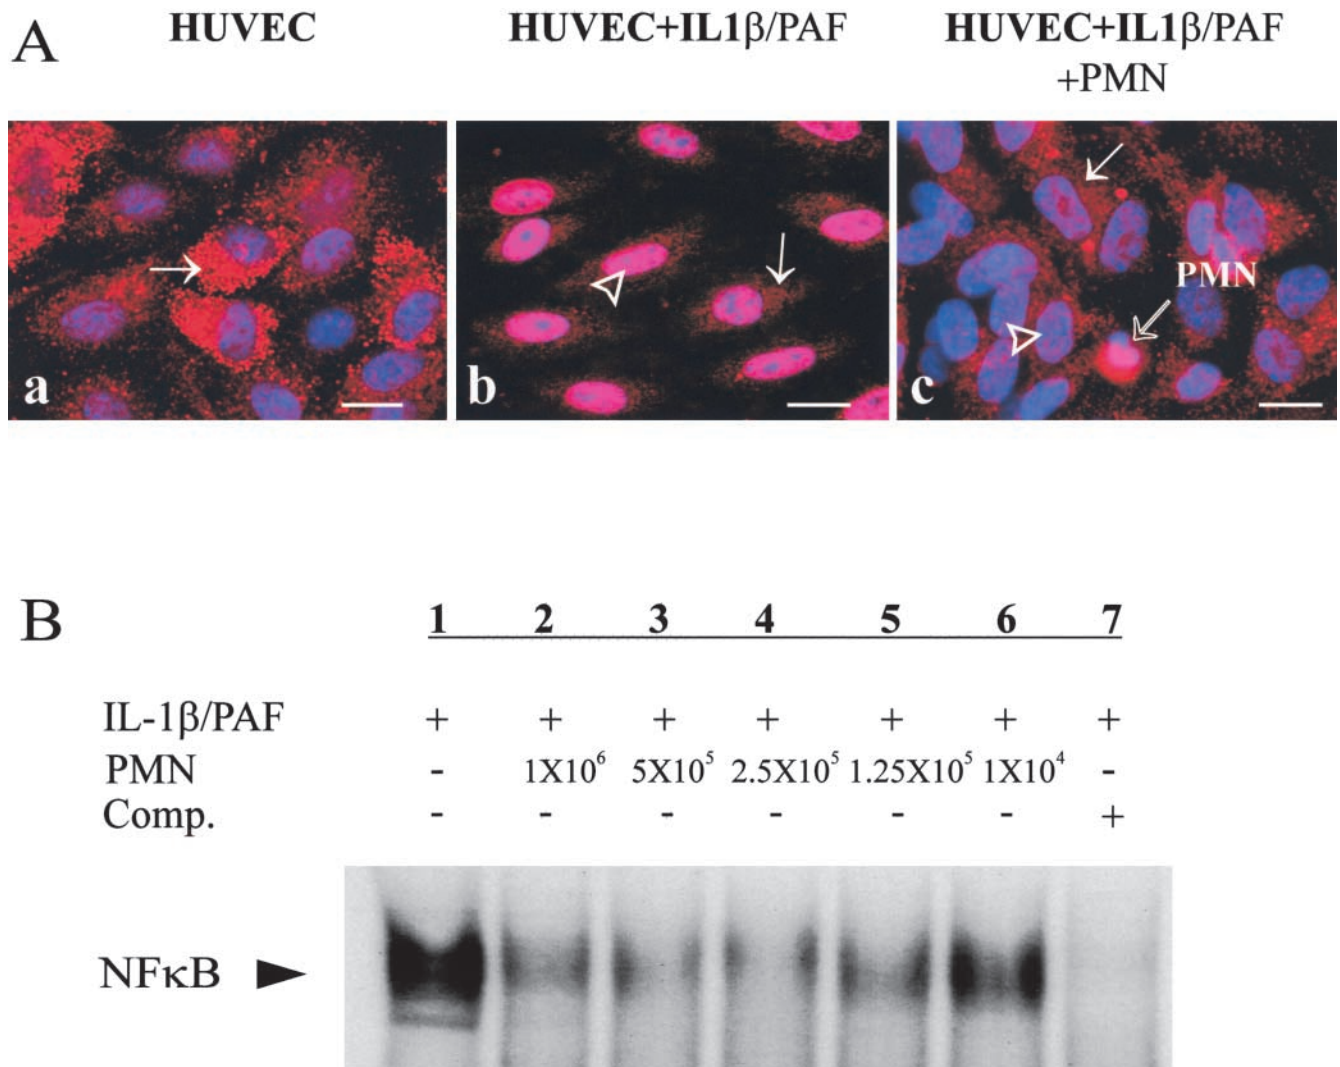 A HUVEC HUVEC+IL1β/PAF HUVEC+IL1β/PAF
+PMN
PMN
a b c
B 1 2 3 4 5 6 7
IL-1β/PAF + + + + + + +
PMN - 1X10⁶ 5X10⁵ 2.5X10⁵ 1.25X10⁵ 1X10⁴ -
Comp. - - - - - - +
NFκB